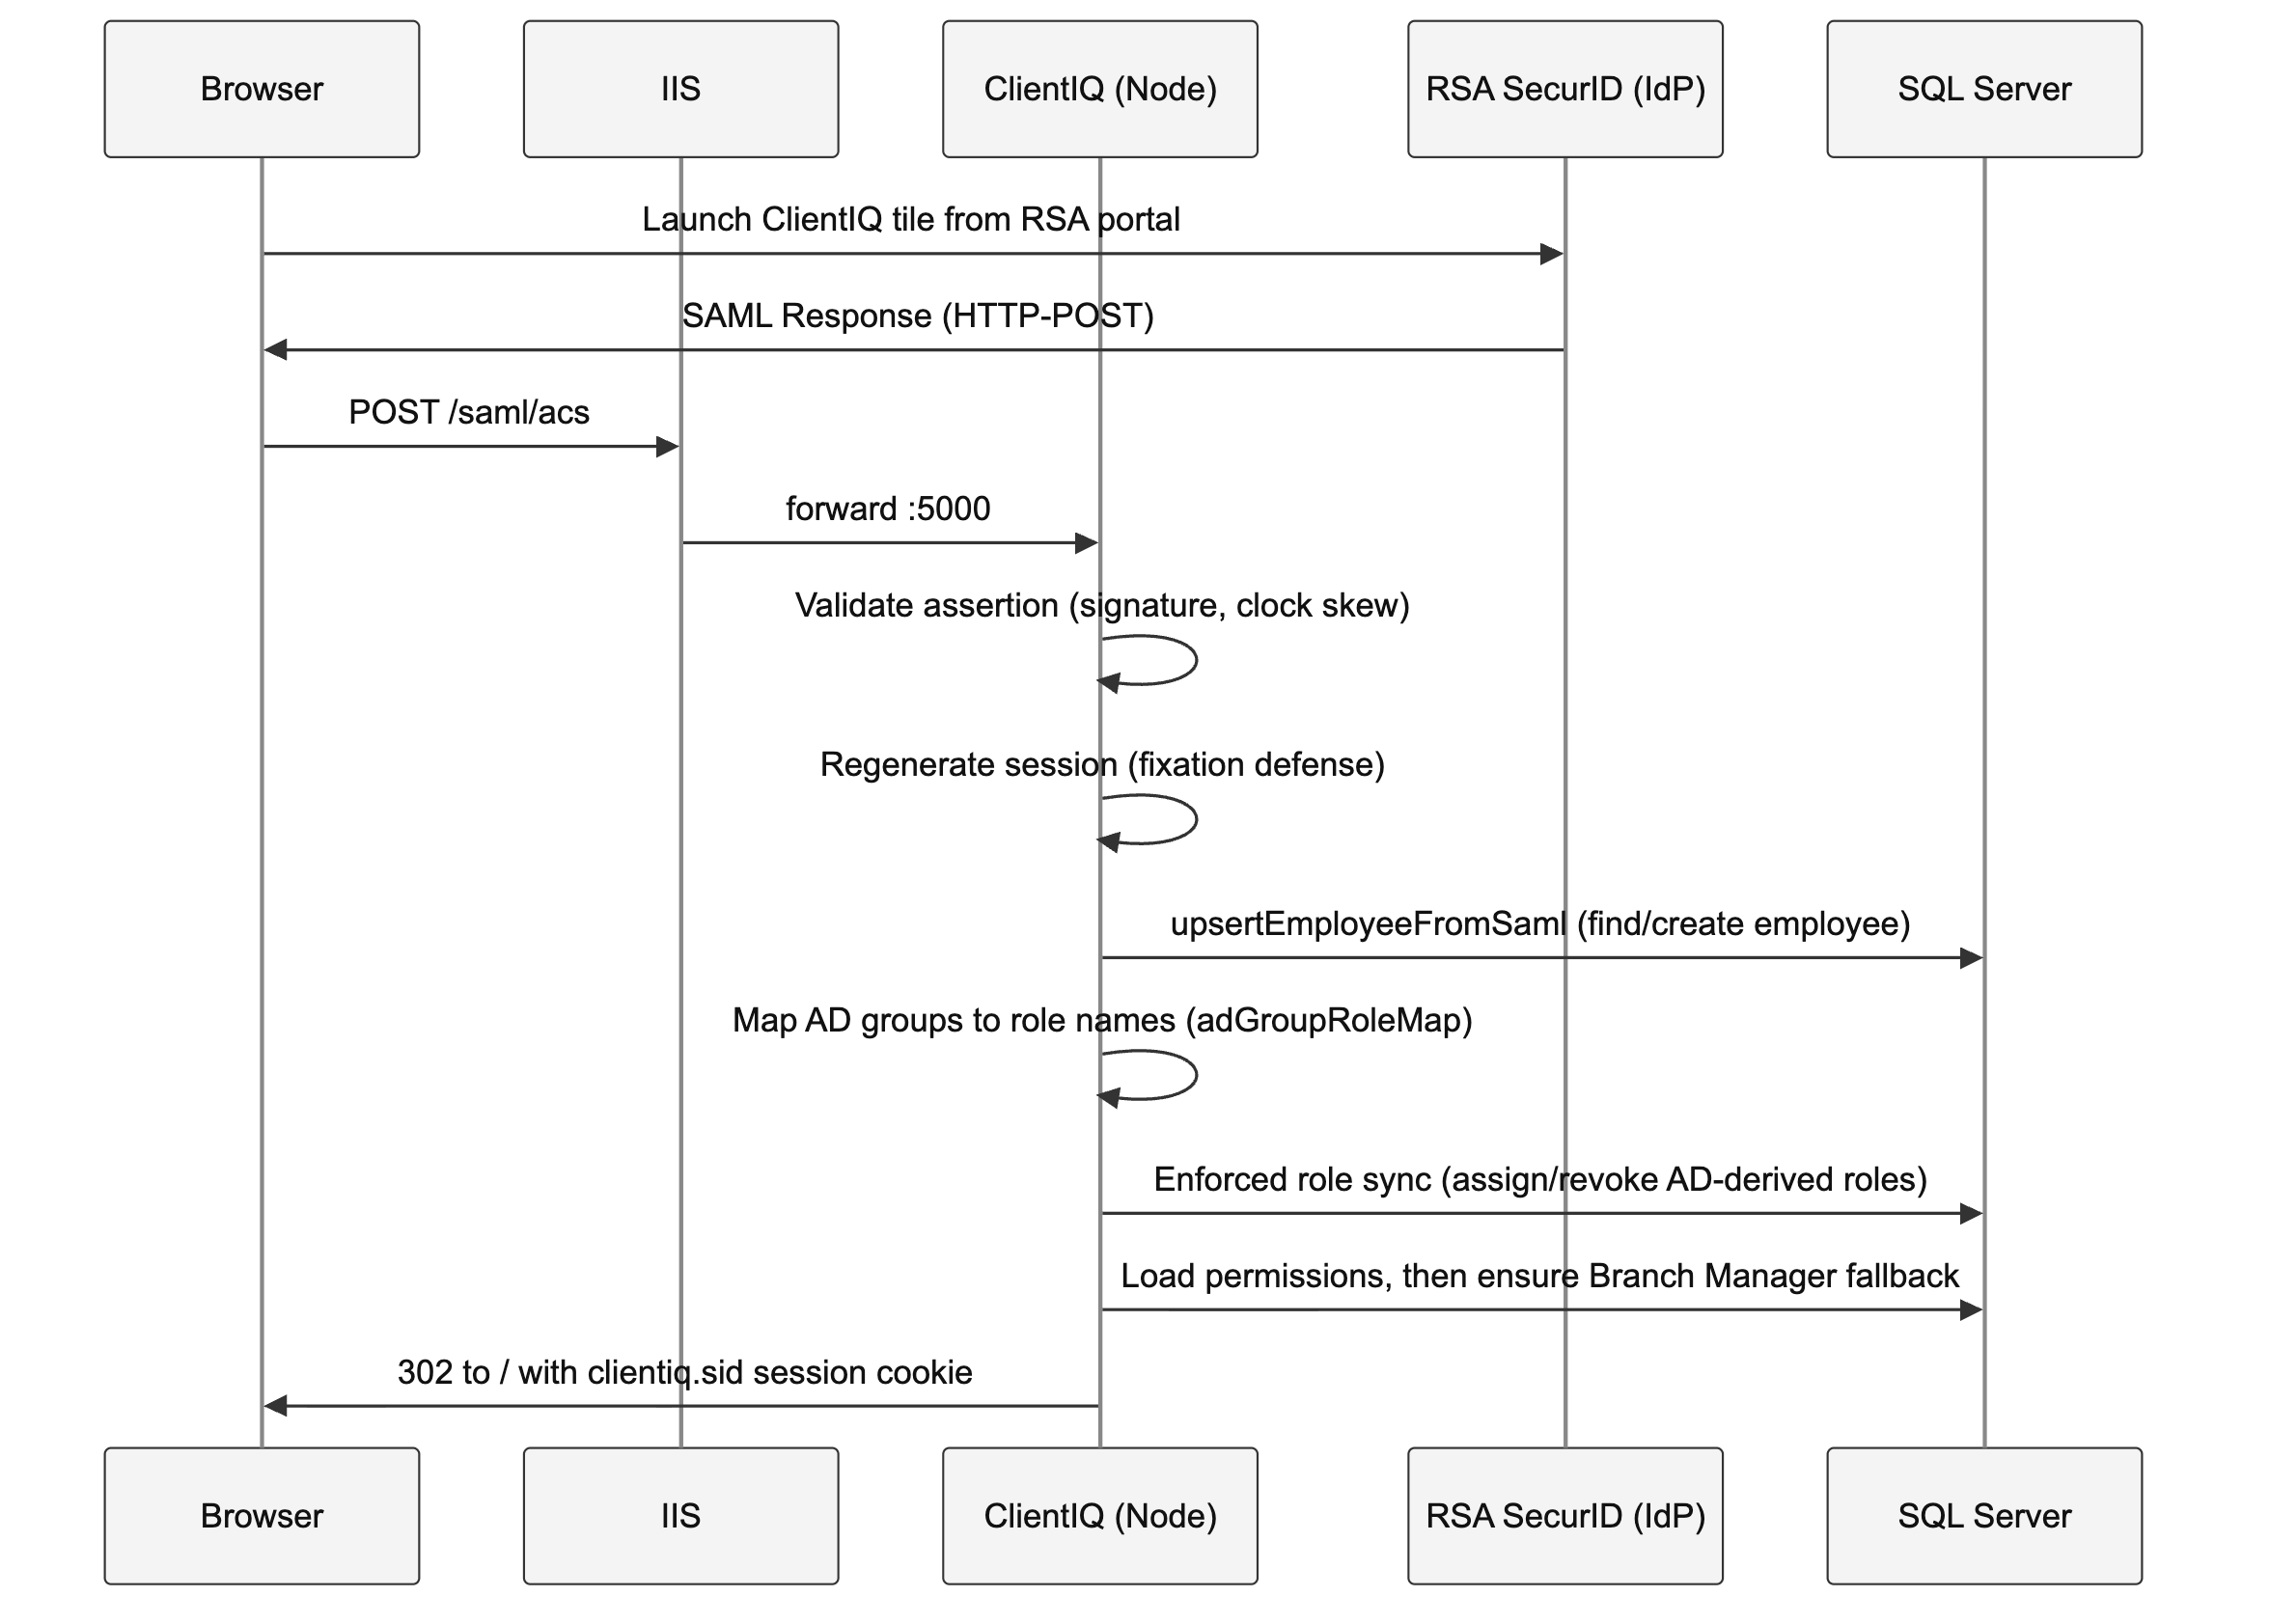 Browser
IIS
ClientIQ (Node)
RSA SecurID (IdP)
SQL Server
Launch ClientIQ tile from RSA portal
SAML Response (HTTP-POST)
POST /saml/acs
forward :5000
Validate assertion (signature, clock skew)
Regenerate session (fixation defense)
upsertEmployeeFromSaml (find/create employee)
Map AD groups to role names (adGroupRoleMap)
Enforced role sync (assign/revoke AD-derived roles)
Load permissions, then ensure Branch Manager fallback
302 to / with clientiq.sid session cookie
Browser
IIS
ClientIQ (Node)
RSA SecurID (IdP)
SQL Server